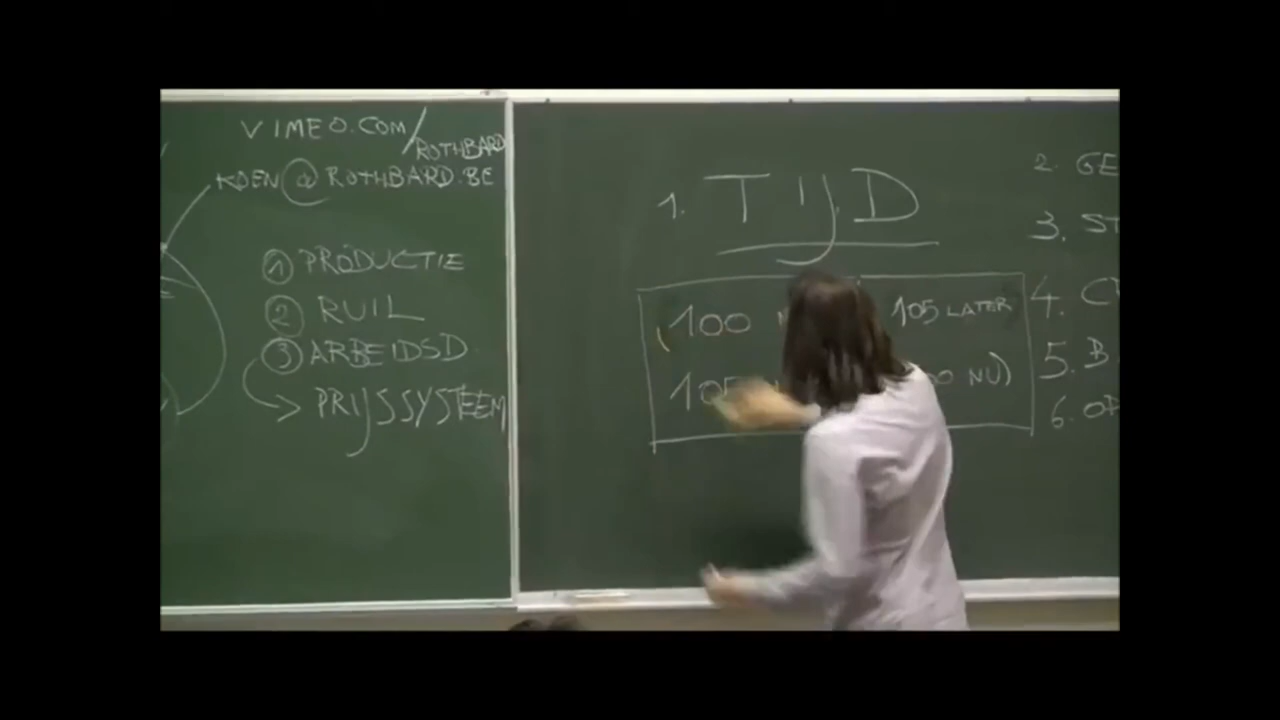 VIMEO.COM/ROTHBARD
KOEN@ROTHBARD.BE
① PRODUCTIE
② RUIL
③ ARBEIDSD
PRIJSSYSTEEM
1. TIJD
(100 105 LATER
105 NU)
2. GE
3. ST
4.
5. B
6. OP